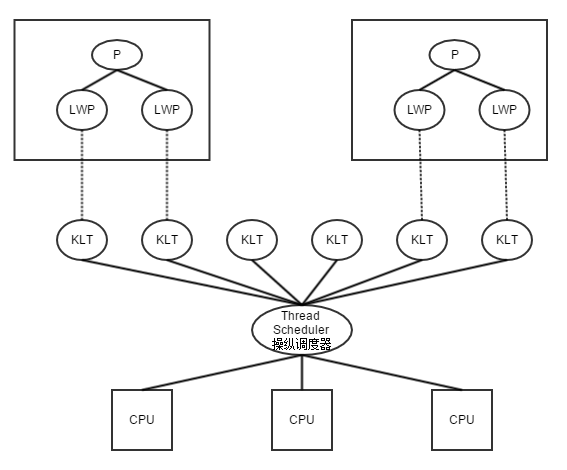 P
P
LWP
LWP
LWP
LWP
KLT
KLT
KLT
KLT
KLT
KLT
Thread
Scheduler
操纵调度器
CPU
CPU
CPU